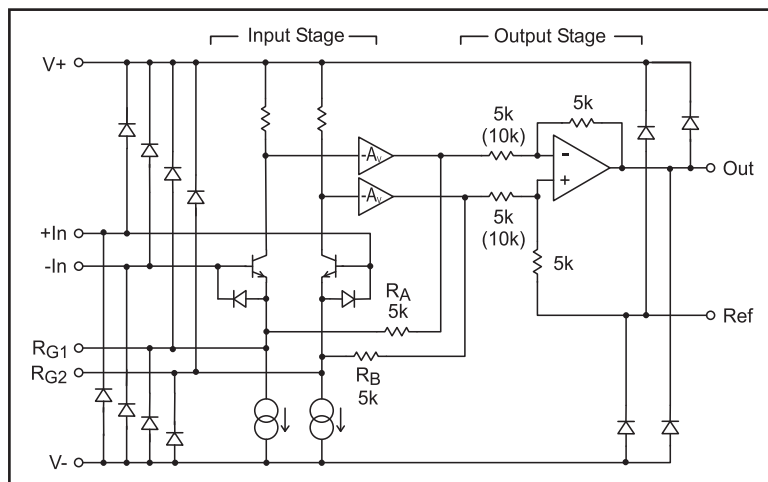 Input Stage
Output Stage
V+
5k
(10k)
5k
-Av
-
Out
-Av
+
5k
(10k)
+In
5k
-In
RA
5k
Ref
RG1
RG2
RB
5k
V-